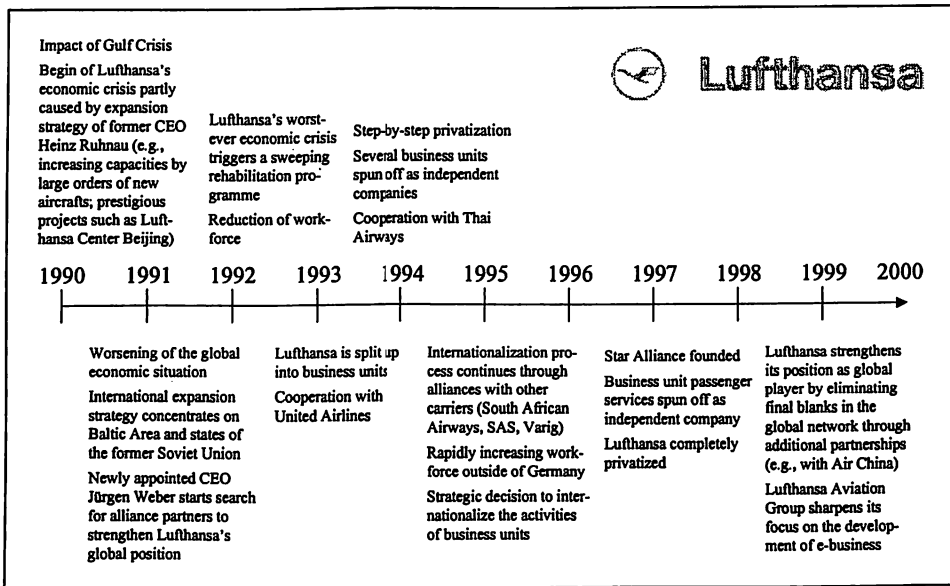 Impact of Gulf Crisis
Begin of Lufthansa's
economic crisis partly
caused by expansion
strategy of former CEO
Heinz Ruhnau (e.g.,
increasing capacities by
large orders of new
aircrafts; prestigious
projects such as Luft-
hansa Center Beijing)
Lufthansa's worst-
ever economic crisis
triggers a sweeping
rehabilitation pro-
gramme
Reduction of work-
force
Step-by-step privatization
Several business units
spun off as independent
companies
Cooperation with Thai
Airways
Lufthansa
1990 1991 1992 1993 1994 1995 1996 1997 1998 1999 2000
Worsening of the global
economic situation
International expansion
strategy concentrates on
Baltic Area and states of
the former Soviet Union
Newly appointed CEO
Jürgen Weber starts search
for alliance partners to
strengthen Lufthansa's
global position
Lufthansa is split up
into business units
Cooperation with
United Airlines
Internationalization pro-
cess continues through
alliances with other
carriers (South African
Airways, SAS, Varig)
Rapidly increasing work-
force outside of Germany
Strategic decision to inter-
nationalize the activities
of business units
Star Alliance founded
Business unit passenger
services spun off as
independent company
Lufthansa completely
privatized
Lufthansa strengthens
its position as global
player by eliminating
final blanks in the
global network through
additional partnerships
(e.g., with Air China)
Lufthansa Aviation
Group sharpens its
focus on the develop-
ment of e-business